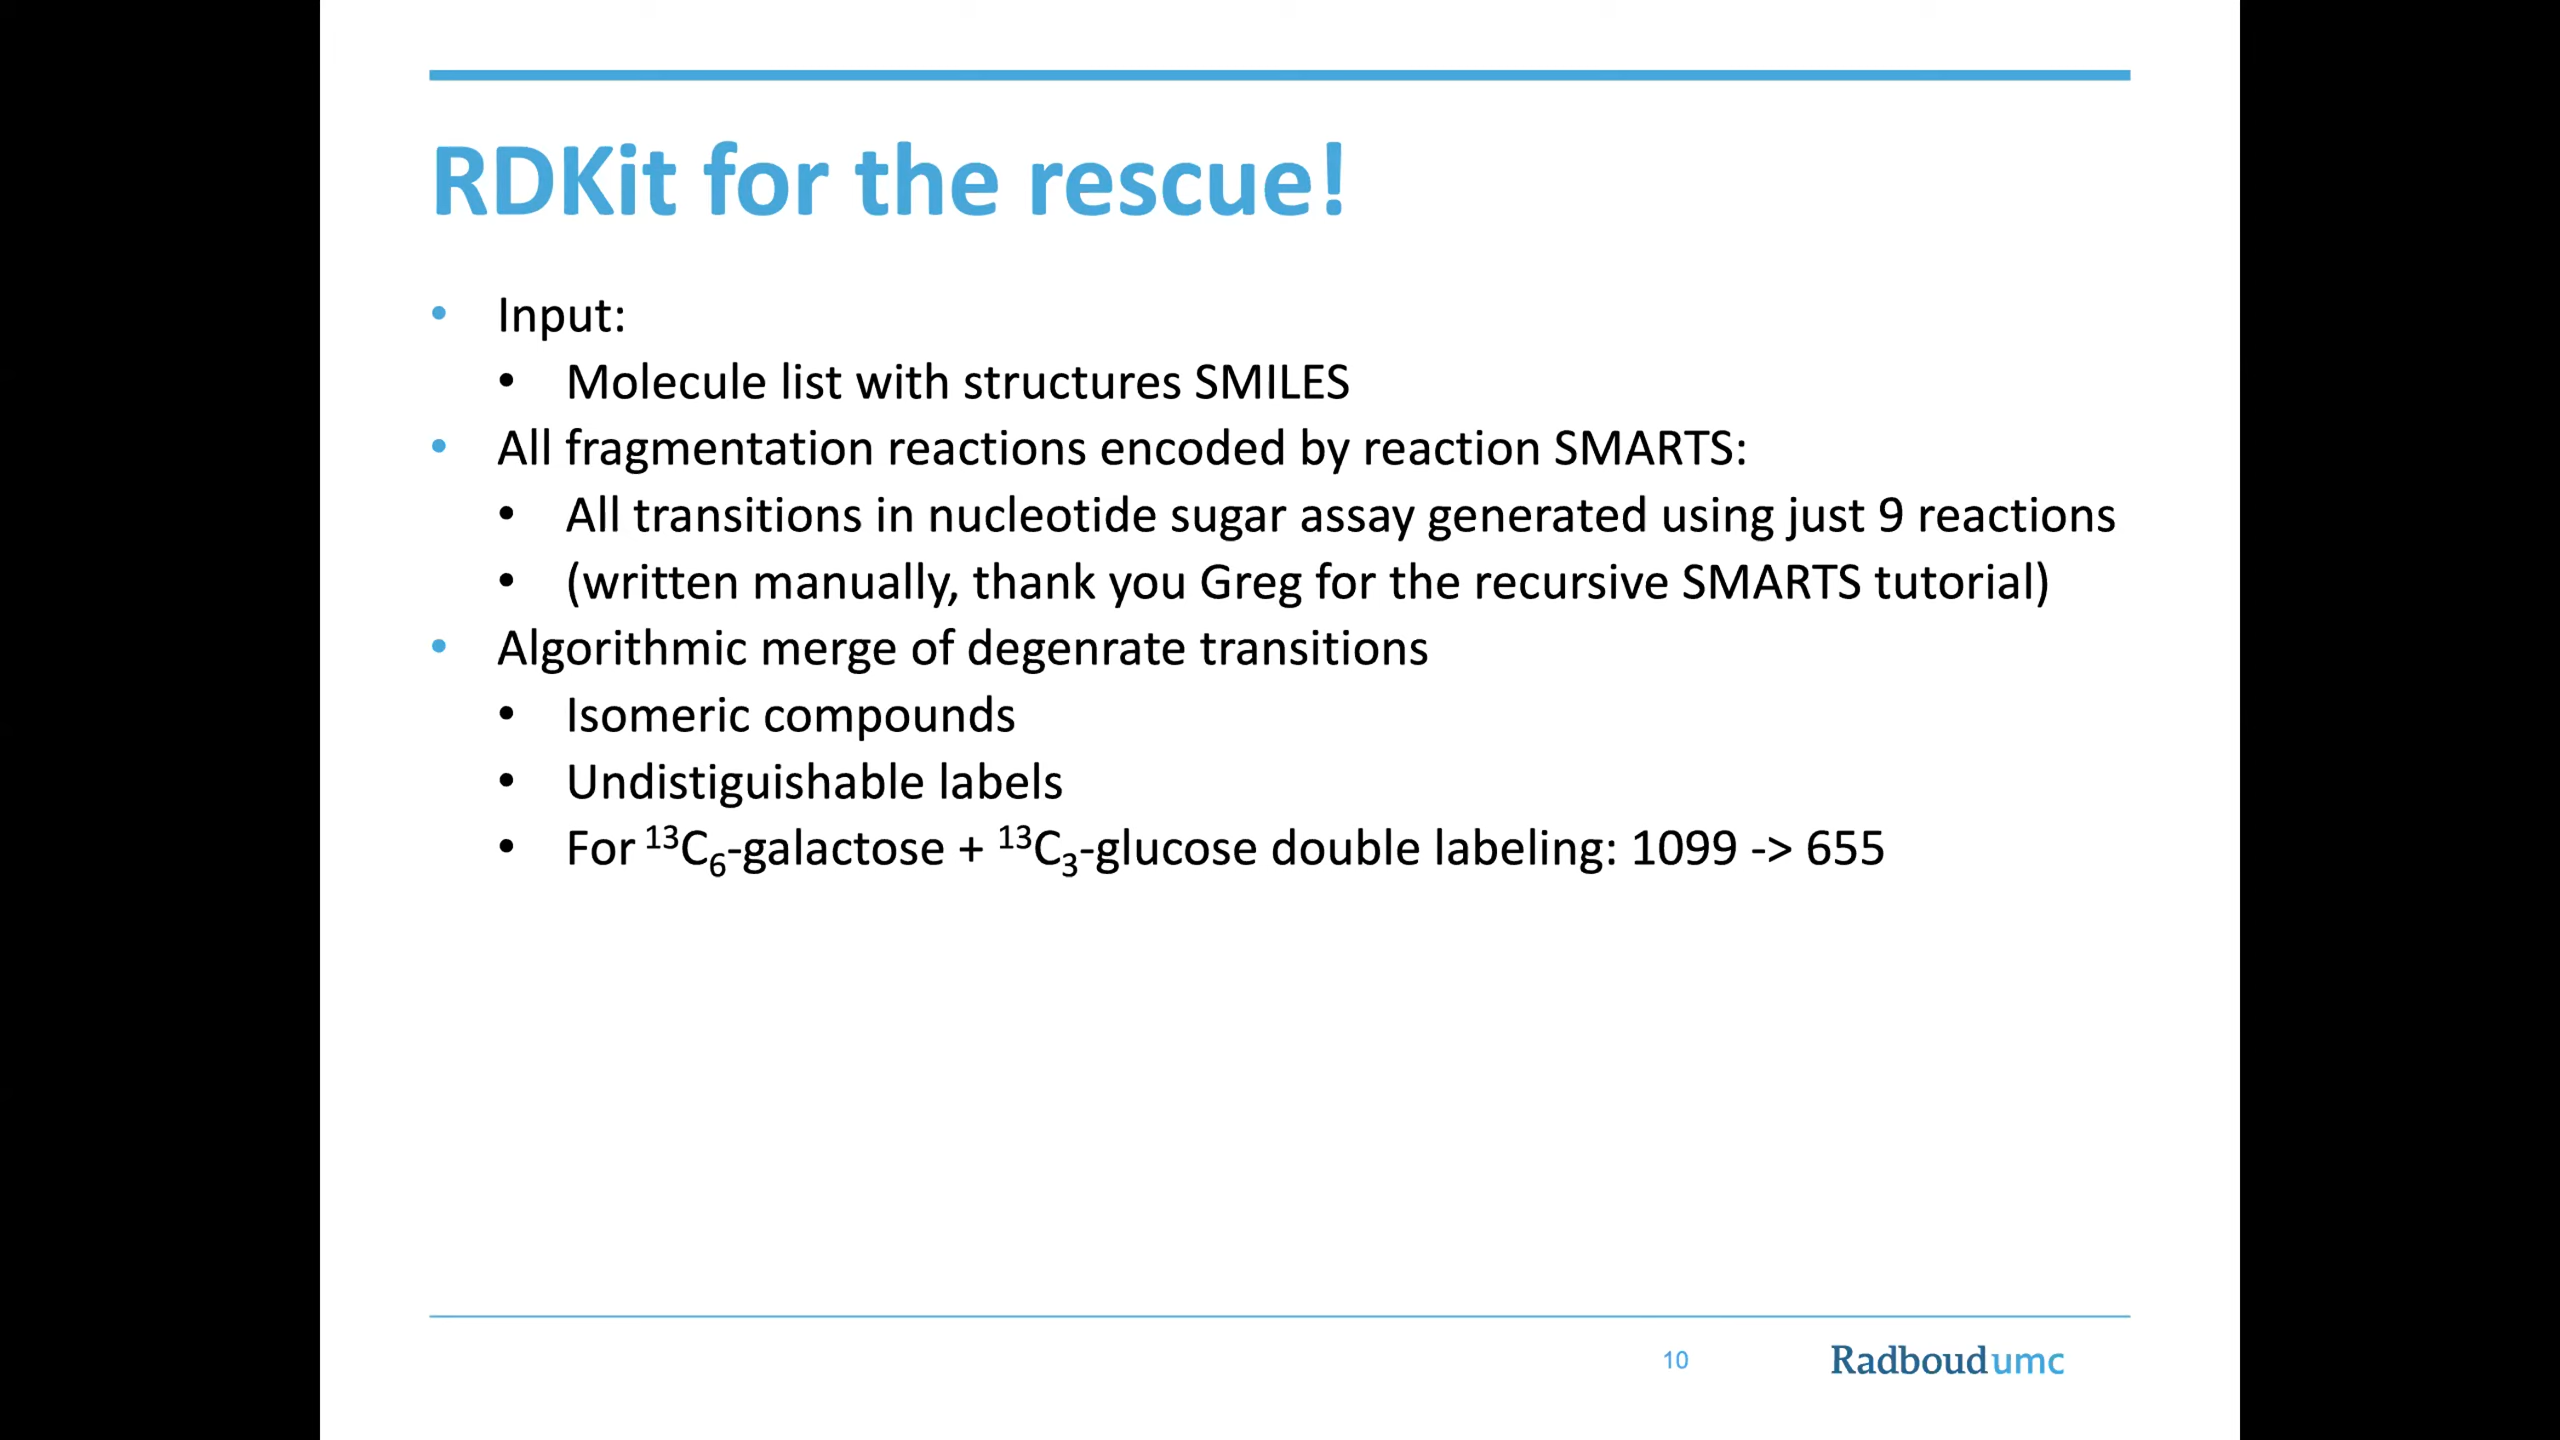 RDKit for the rescue!
• Input:
• Molecule list with structures SMILES
• All fragmentation reactions encoded by reaction SMARTS:
• All transitions in nucleotide sugar assay generated using just 9 reactions
• (written manually, thank you Greg for the recursive SMARTS tutorial)
• Algorithmic merge of degenrate transitions
• Isomeric compounds
• Undistiguishable labels
• For ¹³C₆-galactose + ¹³C₃-glucose double labeling: 1099 -> 655
10
Radboudumc